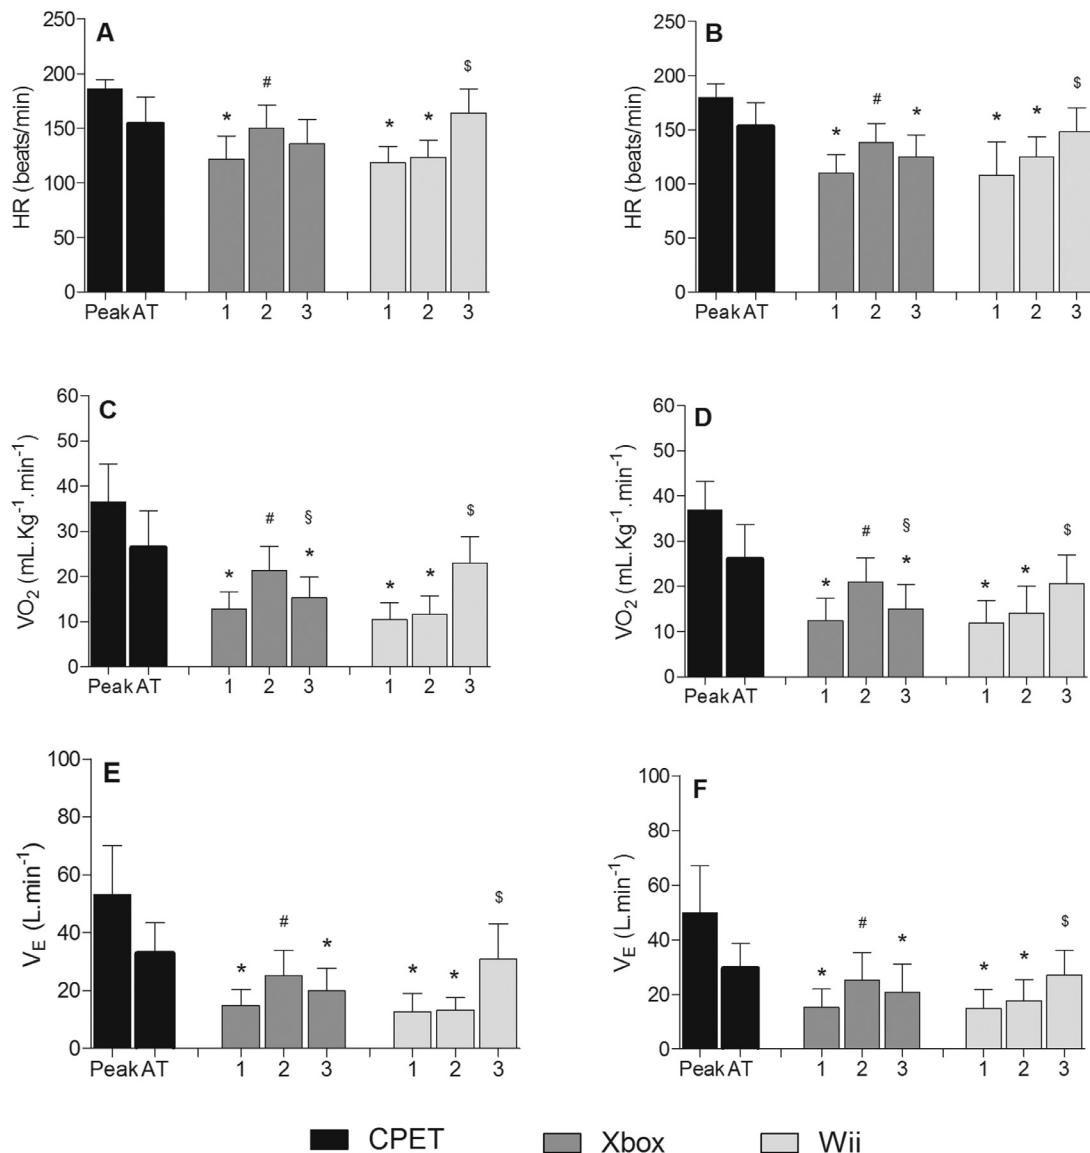 A
HR (beats/min)
250
200
150
100
50
0
* # * * $
Peak AT 1 2 3 1 2 3
B
HR (beats/min)
250
200
150
100
50
0
* # * * * $
Peak AT 1 2 3 1 2 3
C
VO₂ (mL.Kg⁻¹.min⁻¹)
60
50
40
30
20
10
0
* # § * * * $
Peak AT 1 2 3 1 2 3
D
VO₂ (mL.Kg⁻¹.min⁻¹)
60
50
40
30
20
10
0
* # § * * * $
Peak AT 1 2 3 1 2 3
E
V_E (L.min⁻¹)
100
80
60
40
20
0
* # * * * $
Peak AT 1 2 3 1 2 3
F
V_E (L.min⁻¹)
100
80
60
40
20
0
* # * * * $
Peak AT 1 2 3 1 2 3
CPET Xbox Wii